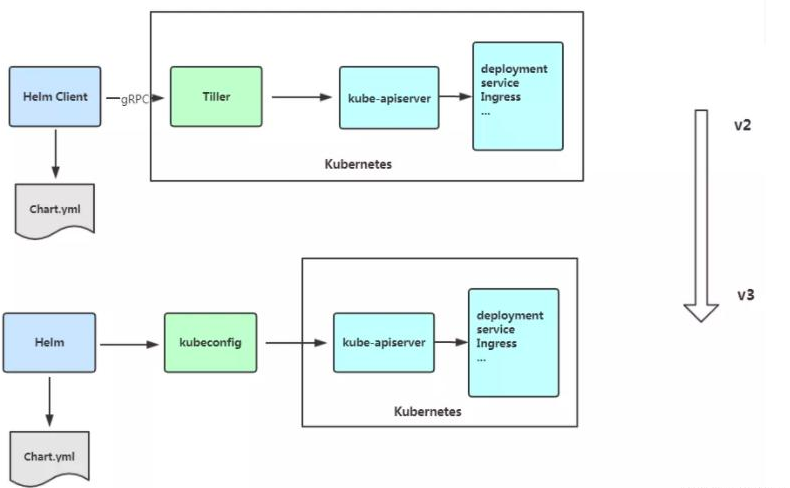 Helm Client
gRPC
Tiller
kube-apiserver
deployment
service
Ingress
...
Kubernetes
Chart.yml
v2
v3
Helm
kubeconfig
kube-apiserver
deployment
service
Ingress
...
Kubernetes
Chart.yml